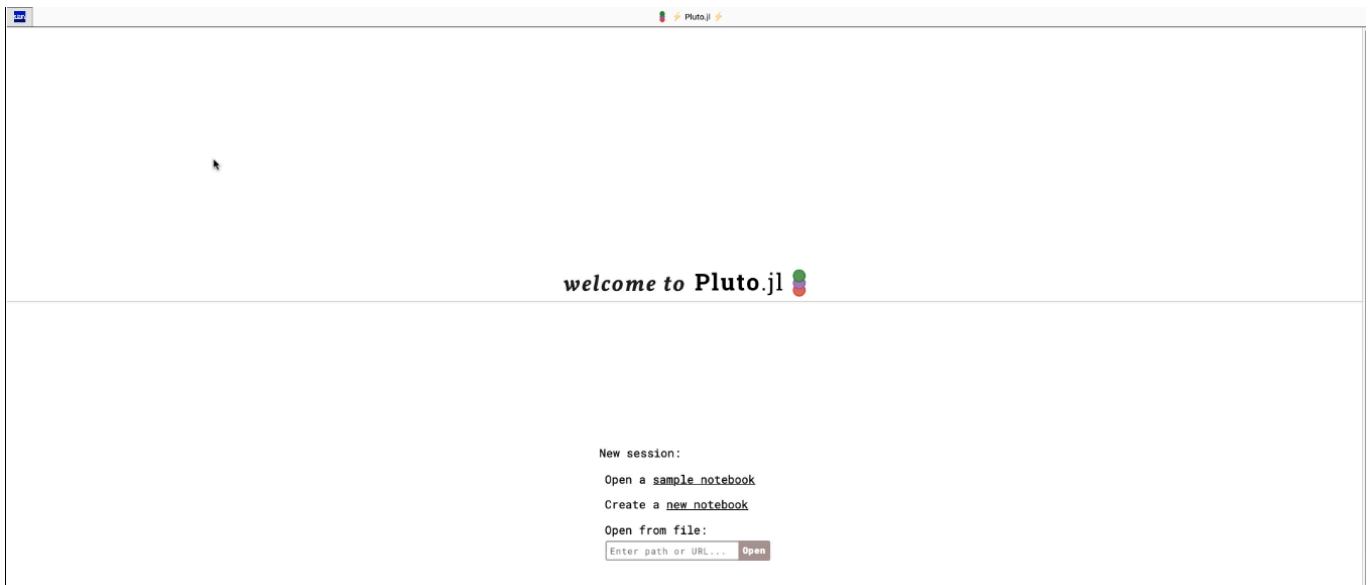 ⚡ Pluto.jl ⚡
welcome to Pluto.jl
New session:
Open a sample notebook
Create a new notebook
Open from file:
Enter path or URL... Open